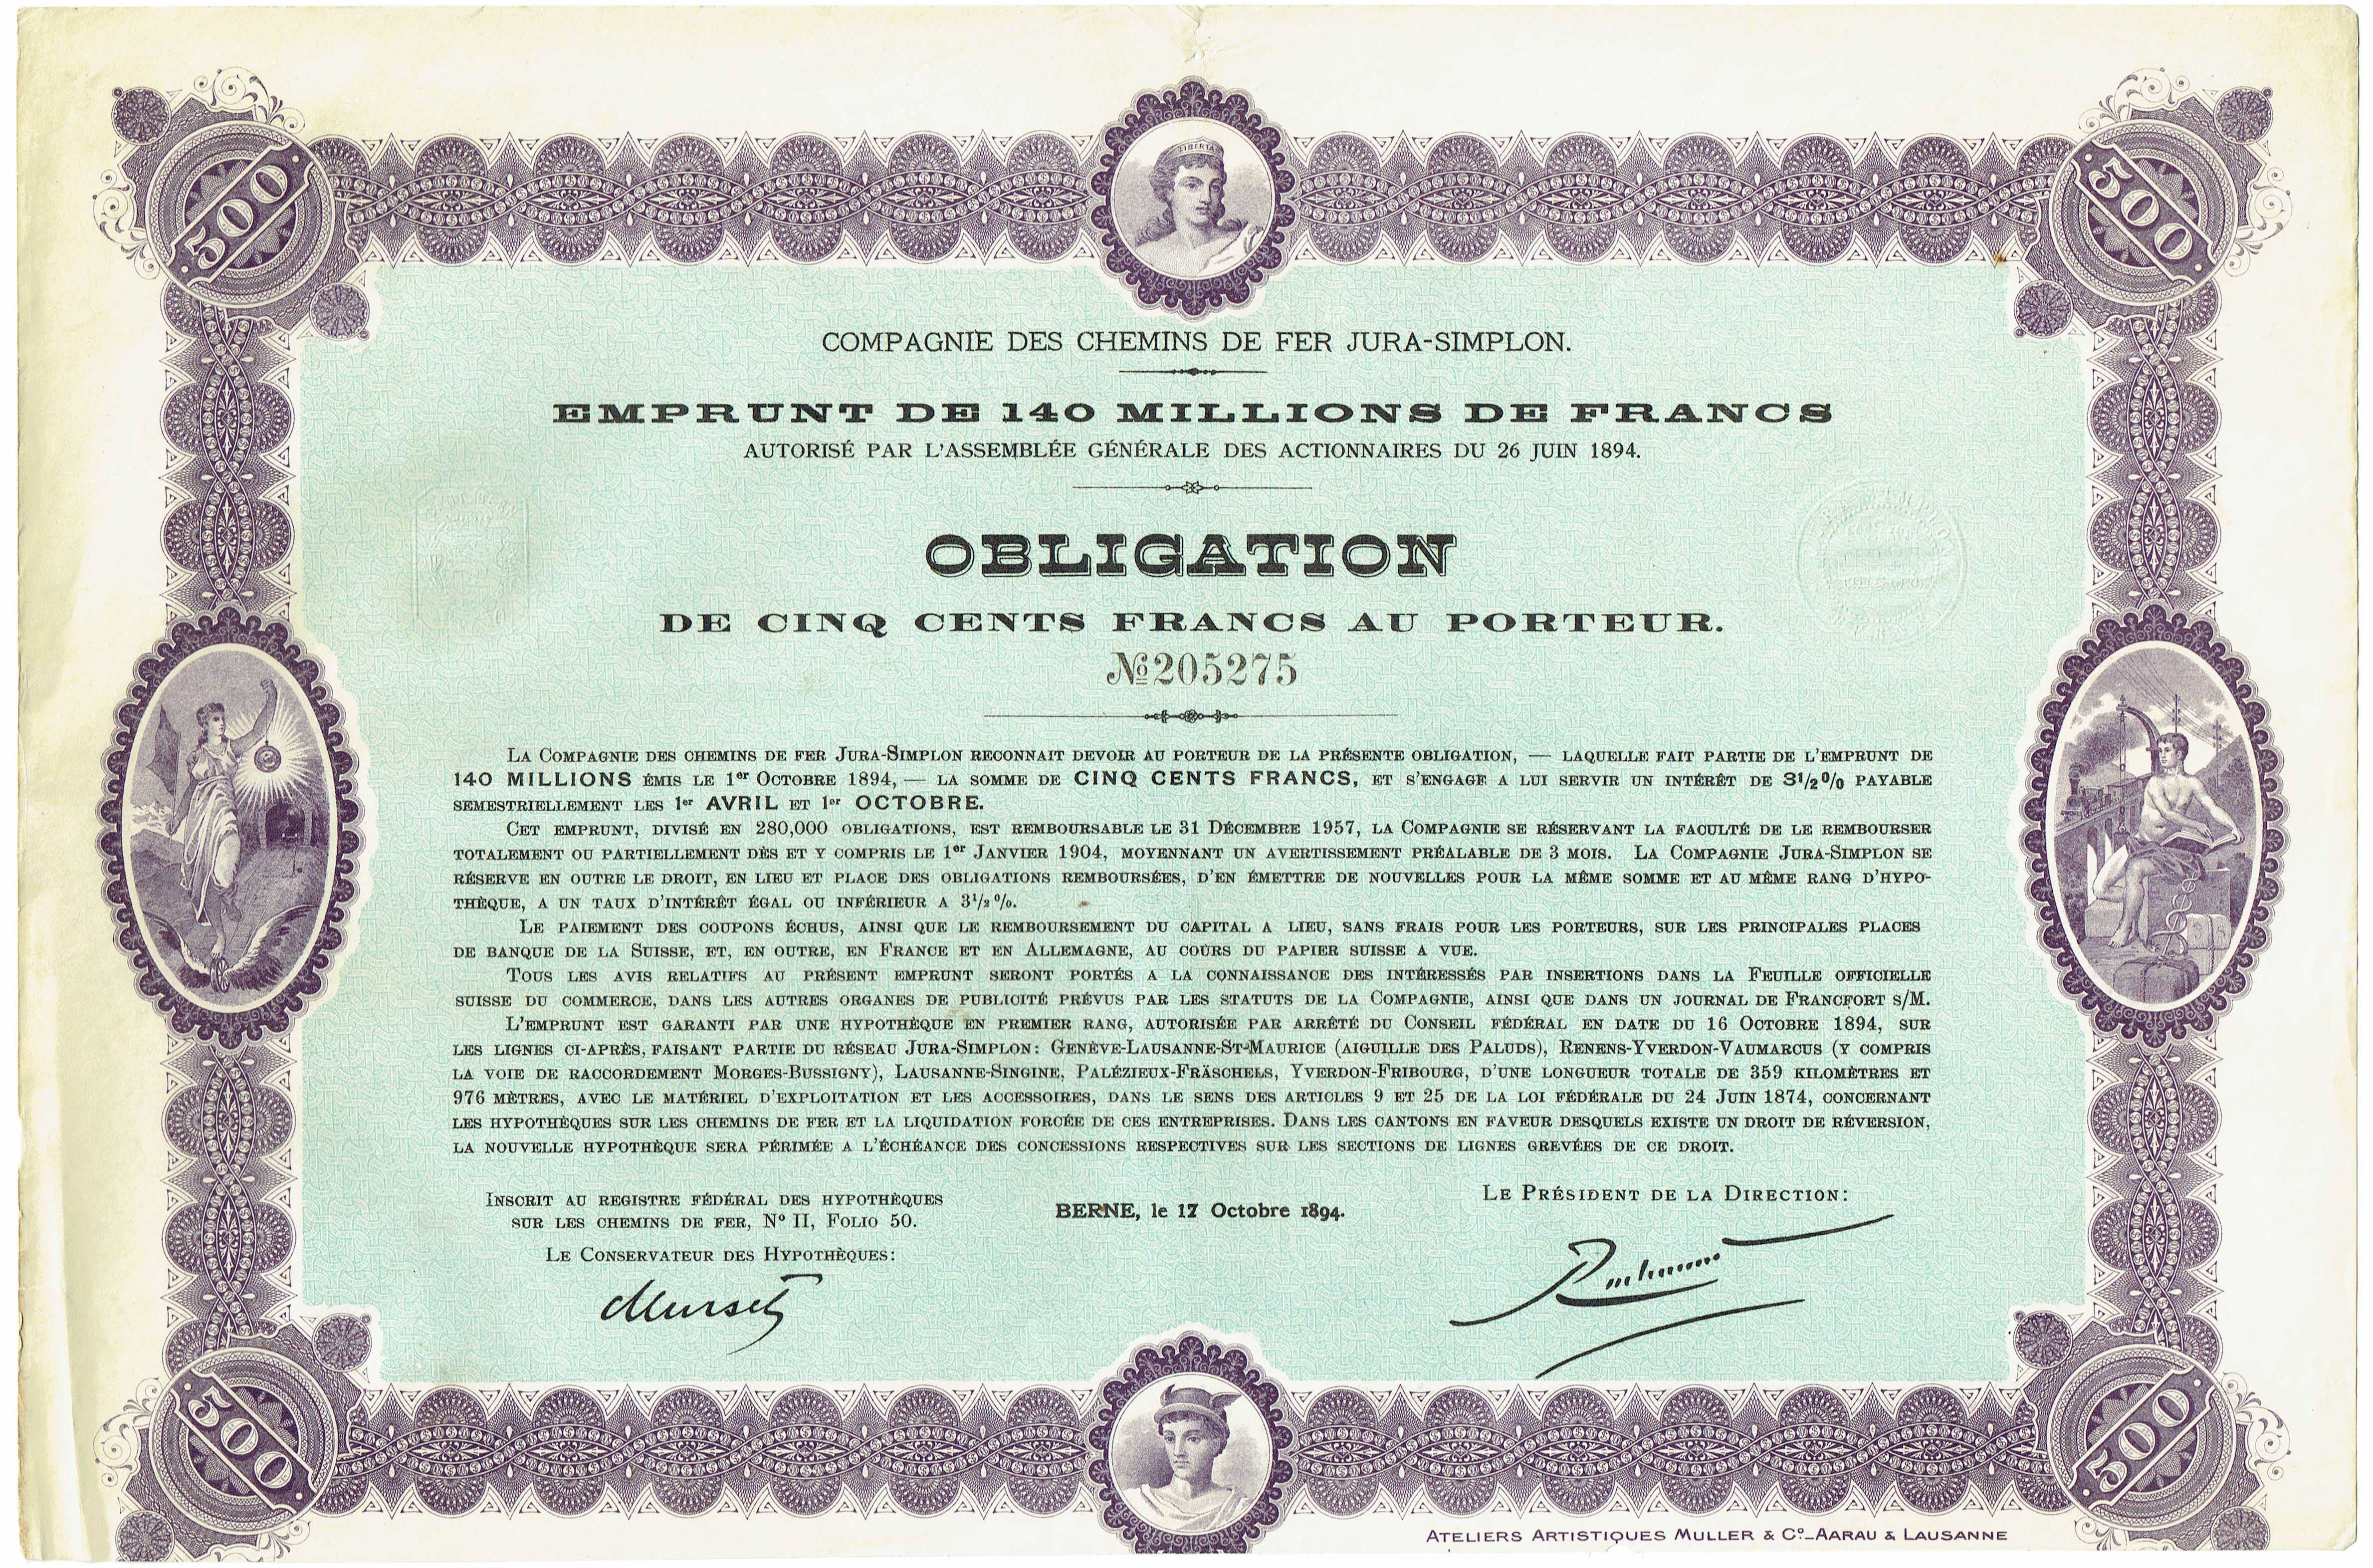 500
LIBERTAS
500
COMPAGNIE DES CHEMINS DE FER JURA-SIMPLON.
EMPRUNT DE 140 MILLIONS DE FRANCS
AUTORISÉ PAR L'ASSEMBLÉE GÉNÉRALE DES ACTIONNAIRES DU 26 JUIN 1894.
OBLIGATION
DE CINQ CENTS FRANCS AU PORTEUR.
№ 205275
LA COMPAGNIE DES CHEMINS DE FER JURA-SIMPLON RECONNAIT DEVOIR AU PORTEUR DE LA PRÉSENTE OBLIGATION, — LAQUELLE FAIT PARTIE DE L'EMPRUNT DE
140 MILLIONS ÉMIS LE 1er OCTOBRE 1894, — LA SOMME DE CINQ CENTS FRANCS, ET S'ENGAGE A LUI SERVIR UN INTÉRÊT DE 3½% PAYABLE
SEMESTRIELLEMENT LES 1er AVRIL ET 1er OCTOBRE.
CET EMPRUNT, DIVISÉ EN 280,000 OBLIGATIONS, EST REMBOURSABLE LE 31 DÉCEMBRE 1957, LA COMPAGNIE SE RÉSERVANT LA FACULTÉ DE LE REMBOURSER
TOTALEMENT OU PARTIELLEMENT DÈS ET Y COMPRIS LE 1er JANVIER 1904, MOYENNANT UN AVERTISSEMENT PRÉALABLE DE 3 MOIS. LA COMPAGNIE JURA-SIMPLON SE
RÉSERVE EN OUTRE LE DROIT, EN LIEU ET PLACE DES OBLIGATIONS REMBOURSÉES, D'EN ÉMETTRE DE NOUVELLES POUR LA MÊME SOMME ET AU MÊME RANG D'HYPO-
THÈQUE, A UN TAUX D'INTÉRÊT ÉGAL OU INFÉRIEUR A 3½%.
LE PAIEMENT DES COUPONS ÉCHUS, AINSI QUE LE REMBOURSEMENT DU CAPITAL A LIEU, SANS FRAIS POUR LES PORTEURS, SUR LES PRINCIPALES PLACES
DE BANQUE DE LA SUISSE, ET, EN OUTRE, EN FRANCE ET EN ALLEMAGNE, AU COURS DU PAPIER SUISSE A VUE.
TOUS LES AVIS RELATIFS AU PRÉSENT EMPRUNT SERONT PORTÉS A LA CONNAISSANCE DES INTÉRESSÉS PAR INSERTIONS DANS LA FEUILLE OFFICIELLE
SUISSE DU COMMERCE, DANS LES AUTRES ORGANES DE PUBLICITÉ PRÉVUS PAR LES STATUTS DE LA COMPAGNIE, AINSI QUE DANS UN JOURNAL DE FRANCFORT S/M.
L'EMPRUNT EST GARANTI PAR UNE HYPOTHÈQUE EN PREMIER RANG, AUTORISÉE PAR ARRÊTÉ DU CONSEIL FÉDÉRAL EN DATE DU 16 OCTOBRE 1894, SUR
LES LIGNES CI-APRÈS, FAISANT PARTIE DU RÉSEAU JURA-SIMPLON: GENÈVE-LAUSANNE-ST-MAURICE (AIGUILLE DES PALUDS), RENENS-YVERDON-VAUMARCUS (Y COMPRIS
LA VOIE DE RACCORDEMENT MORGES-BUSSIGNY), LAUSANNE-SINGINE, PALÉZIEUX-FRÄSCHELS, YVERDON-FRIBOURG, D'UNE LONGUEUR TOTALE DE 359 KILOMÈTRES ET
976 MÈTRES, AVEC LE MATÉRIEL D'EXPLOITATION ET LES ACCESSOIRES, DANS LE SENS DES ARTICLES 9 ET 25 DE LA LOI FÉDÉRALE DU 24 JUIN 1874, CONCERNANT
LES HYPOTHÈQUES SUR LES CHEMINS DE FER ET LA LIQUIDATION FORCÉE DE CES ENTREPRISES. DANS LES CANTONS EN FAVEUR DESQUELS EXISTE UN DROIT DE RÉVERSION,
LA NOUVELLE HYPOTHÈQUE SERA PÉRIMÉE A L'ÉCHÉANCE DES CONCESSIONS RESPECTIVES SUR LES SECTIONS DE LIGNES GREVÉES DE CE DROIT.
INSCRIT AU REGISTRE FÉDÉRAL DES HYPOTHÈQUES
SUR LES CHEMINS DE FER, Nº II, FOLIO 50.
LE CONSERVATEUR DES HYPOTHÈQUES:
BERNE, le 17 Octobre 1894.
LE PRÉSIDENT DE LA DIRECTION:
500
500
ATELIERS ARTISTIQUES MULLER & Cº_AARAU & LAUSANNE